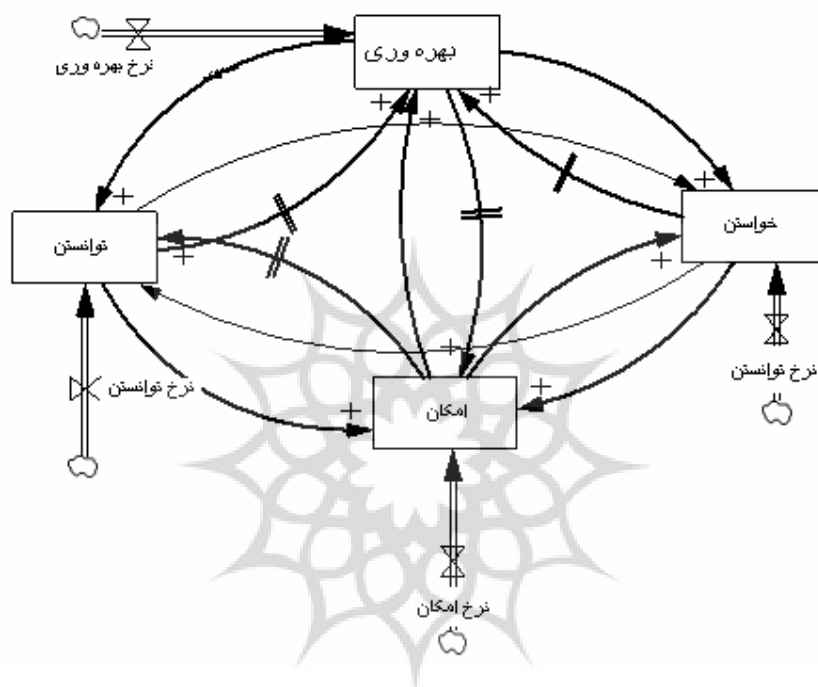 بهره وری
نرخ بهره وری
توانستن
خواستن
نرخ توانستن
نرخ توانستن
امکان
نرخ امکان